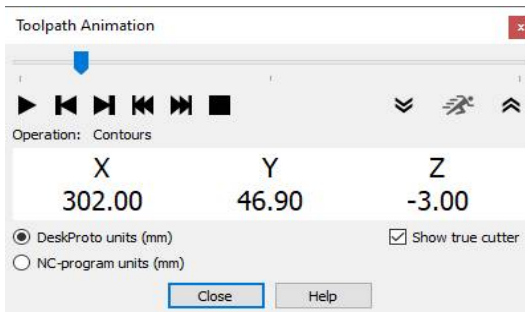 Toolpath Animation
Operation: Contours
X Y Z
302.00 46.90 -3.00
DeskProto units (mm) Show true cutter
NC-program units (mm)
Close Help